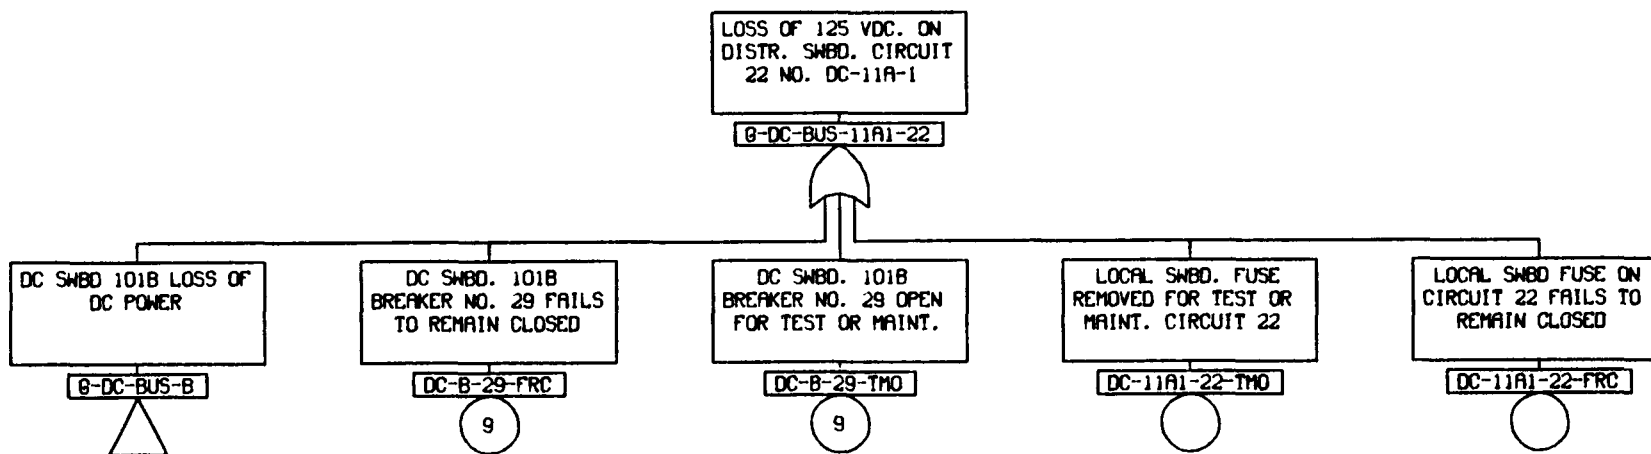 LOSS OF 125 VDC. ON
DISTR. SWBD. CIRCUIT
22 NO. DC-11A-1
G-DC-BUS-11A1-22
DC SWBD 101B LOSS OF
DC POWER
G-DC-BUS-B
DC SWBD. 101B
BREAKER NO. 29 FAILS
TO REMAIN CLOSED
DC-B-29-FRC
9
DC SWBD. 101B
BREAKER NO. 29 OPEN
FOR TEST OR MAINT.
DC-B-29-TMO
9
LOCAL SWBD. FUSE
REMOVED FOR TEST OR
MAINT. CIRCUIT 22
DC-11A1-22-TMO
LOCAL SWBD FUSE ON
CIRCUIT 22 FAILS TO
REMAIN CLOSED
DC-11A1-22-FRC